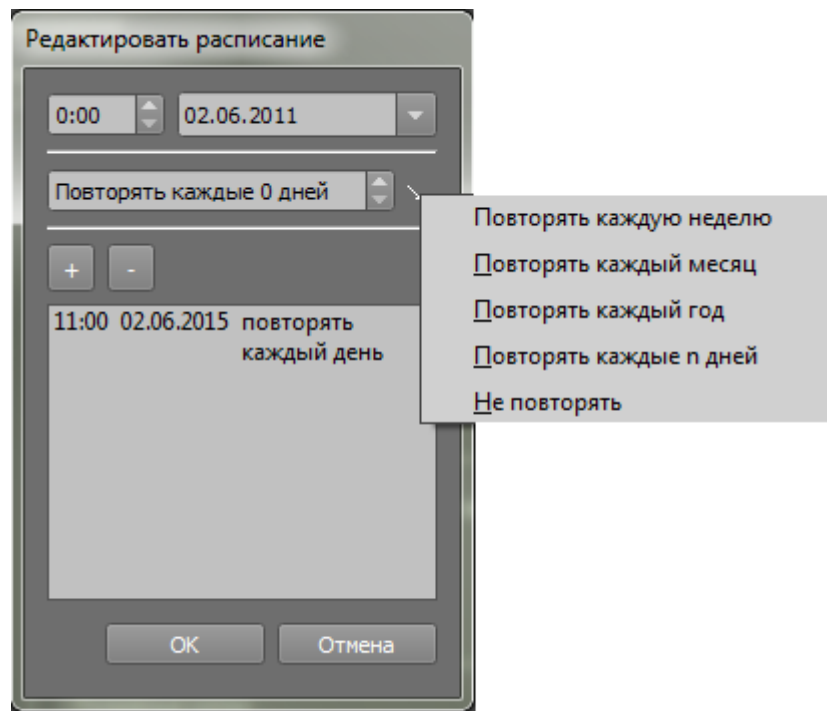 Редактировать расписание
0:00 02.06.2011
Повторять каждые 0 дней
Повторять каждую неделю
Повторять каждый месяц
Повторять каждый год
Повторять каждые n дней
Не повторять
+ -
11:00 02.06.2015 повторять
каждый день
OK Отмена